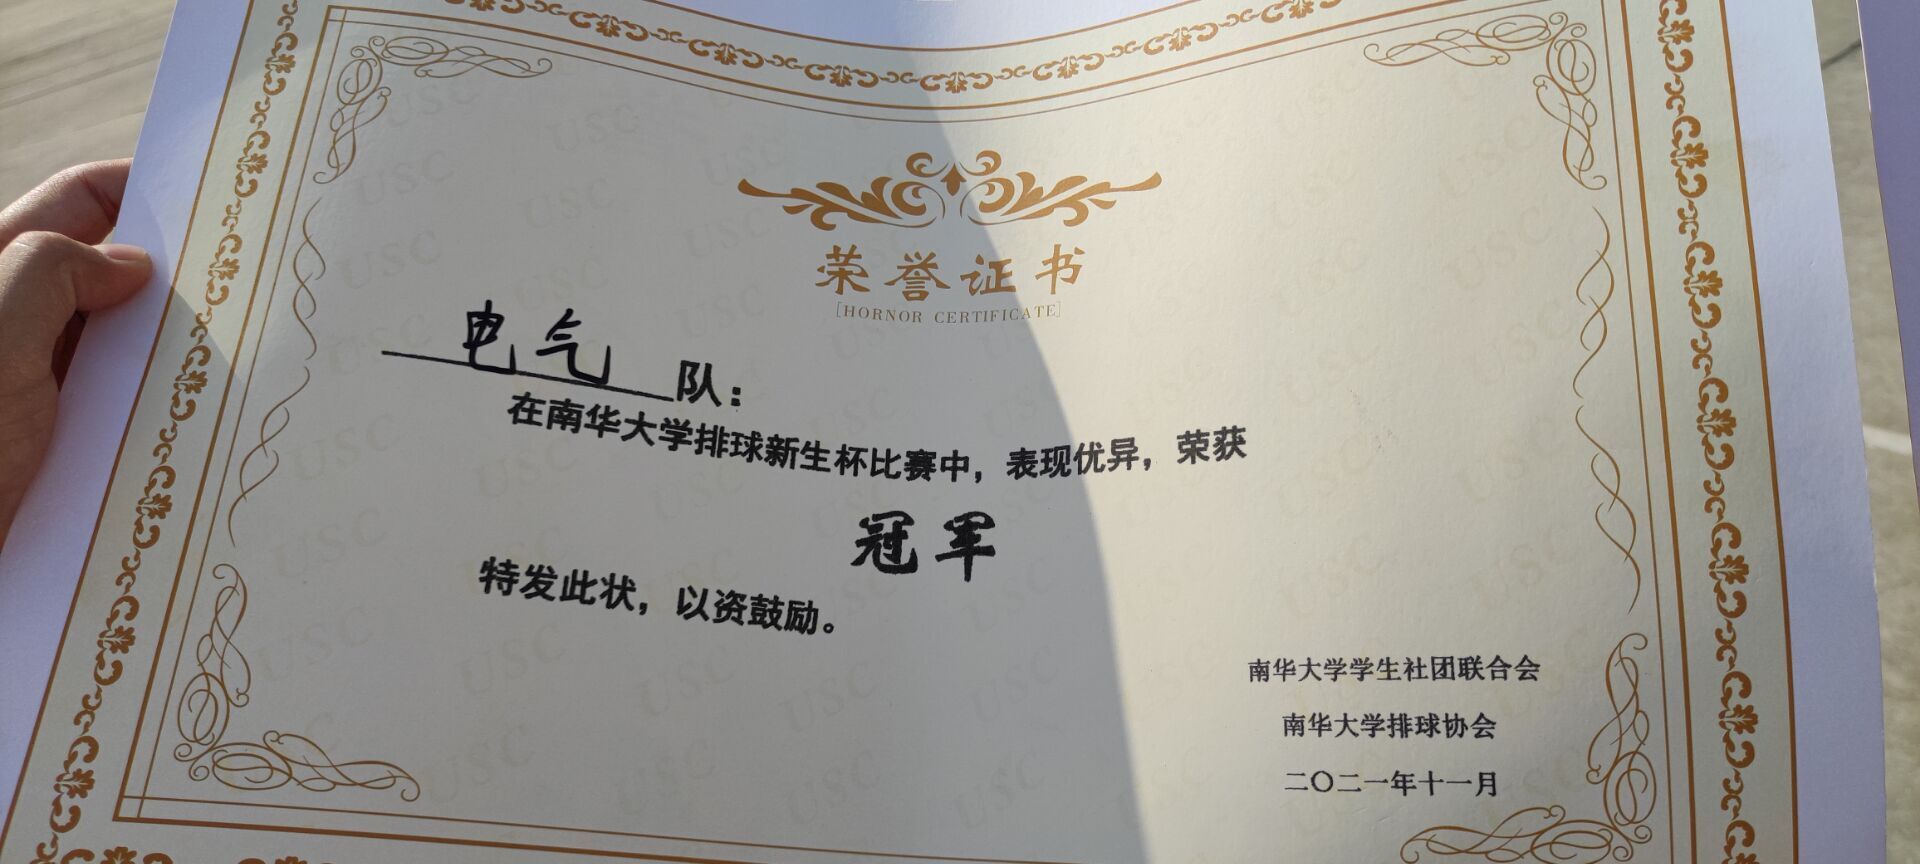 荣誉证书
[HORNOR CERTIFICATE]
电气队：
在南华大学排球新生杯比赛中，表现优异，荣获
冠军
特发此状，以资鼓励。
南华大学学生社团联合会
南华大学排球协会
二〇二一年十一月
USC